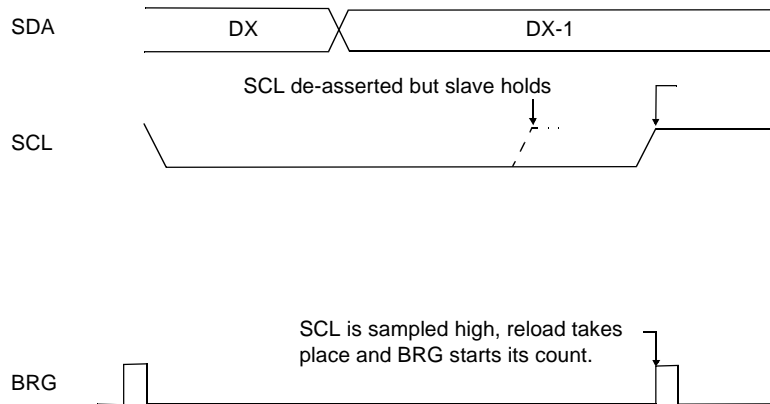 SDA
DX
DX-1
SCL de-asserted but slave holds
SCL
SCL is sampled high, reload takes
place and BRG starts its count.
BRG